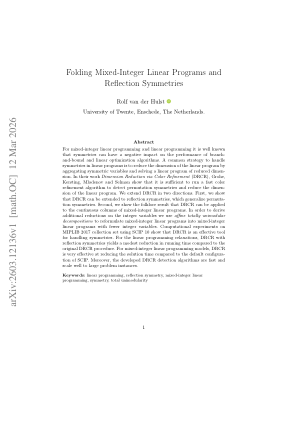 Folding Mixed-Integer Linear Programs and
Reflection Symmetries
Rolf van der Hulst
University of Twente, Enschede, The Netherlands
Abstract
For mixed-integer linear programming and linear programming it is well known
that symmetries can have a negative impact on the performance of branch-
and-bound and linear optimization algorithms. A common strategy to handle
symmetries in linear programs is to reduce the dimension of the linear program by
aggregating symmetric variables and solving a linear program of reduced dimen-
sion. In their work Dimension Reduction via Color Refinement (DRCR), Grohe,
Kersting, Mladenov and Selman show that it is sufficient to run a fast color
refinement algorithm to detect permutation symmetries and reduce the dimen-
sion of the linear program. We extend DRCR in two directions. First, we show
that DRCR can be extended to reflection symmetries, which generalize permuta-
tion symmetries. Second, we show the folklore result that DRCR can be applied
to the continuous columns of mixed-integer linear programs. In order to derive
additional reductions on the integer variables we use affine totally unimodular
decompositions to reformulate mixed-integer linear programs into mixed-integer
linear programs with fewer integer variables. Computational experiments on
MIPLIB 2017 collection set using SCIP 10 show that DRCR is an effective tool
for handling symmetries. For the linear programming relaxations, DRCR with
reflection symmetries yields a modest reduction in running time compared to the
original DRCR procedure. For mixed-integer linear programming models, DRCR
is very effective at reducing the solution time compared to the default configura-
tion of SCIP. Moreover, the developed DRCR detection algorithms are fast and
scale well to large problem instances.
Keywords: linear programming, reflection symmetry, mixed-integer linear
programming, symmetry, total unimodularity
1
arXiv:2603.12136v1 [math.OC] 12 Mar 2026